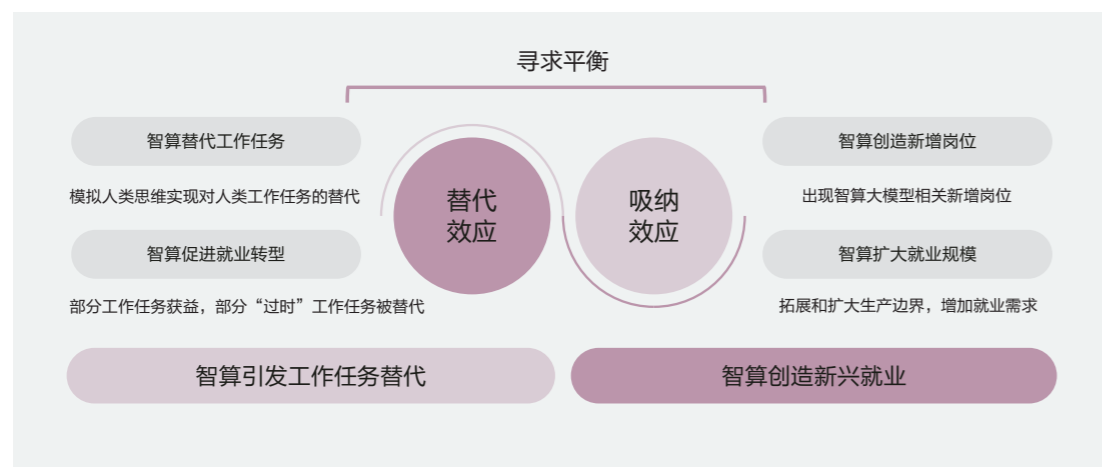 寻求平衡
智算替代工作任务
模拟人类思维实现对人类工作任务的替代
智算促进就业转型
部分工作任务获益，部分“过时”工作任务被替代
替代
效应
吸纳
效应
智算创造新增岗位
出现智算大模型相关新增岗位
智算扩大就业规模
拓展和扩大生产边界，增加就业需求
智算引发工作任务替代
智算创造新兴就业